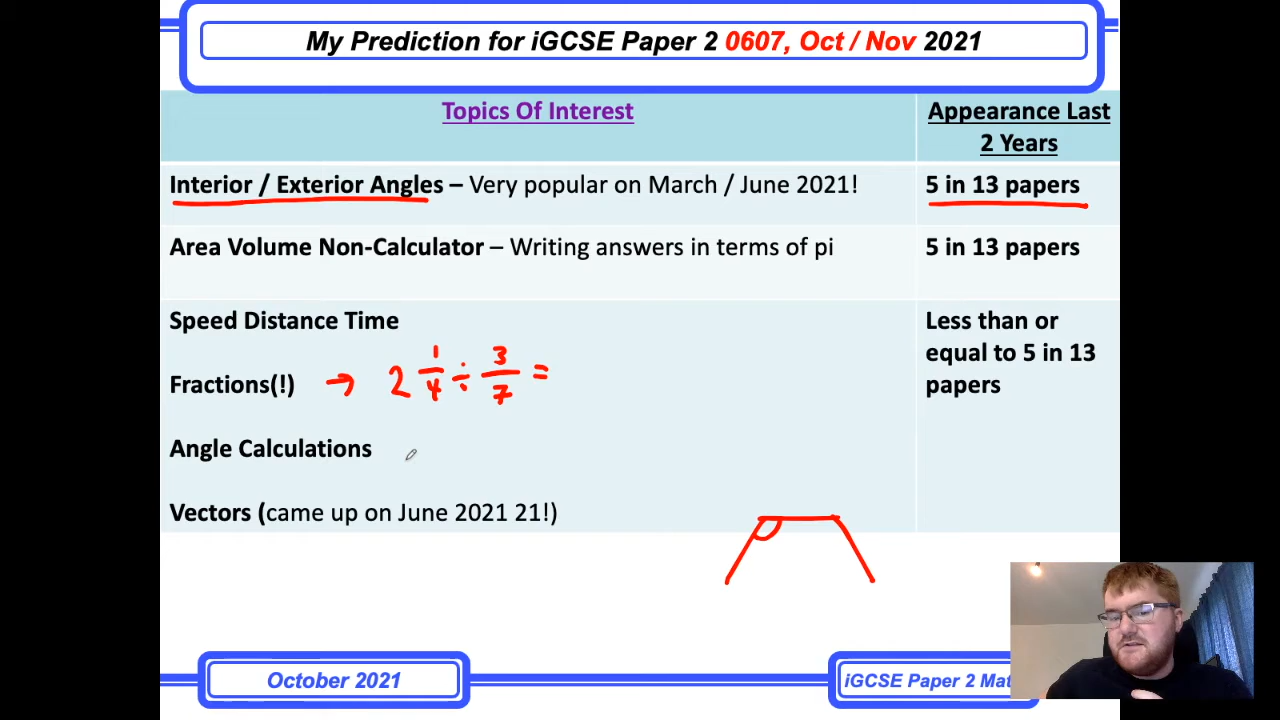 My Prediction for iGCSE Paper 2 0607, Oct / Nov 2021
Topics Of Interest
Appearance Last
2 Years
Interior / Exterior Angles – Very popular on March / June 2021!
5 in 13 papers
Area Volume Non-Calculator – Writing answers in terms of pi
5 in 13 papers
Speed Distance Time
Less than or
equal to 5 in 13
papers
Fractions(!) → 2 1/4 ÷ 3/7 =
Angle Calculations
Vectors (came up on June 2021 21!)
October 2021
iGCSE Paper 2 Mat